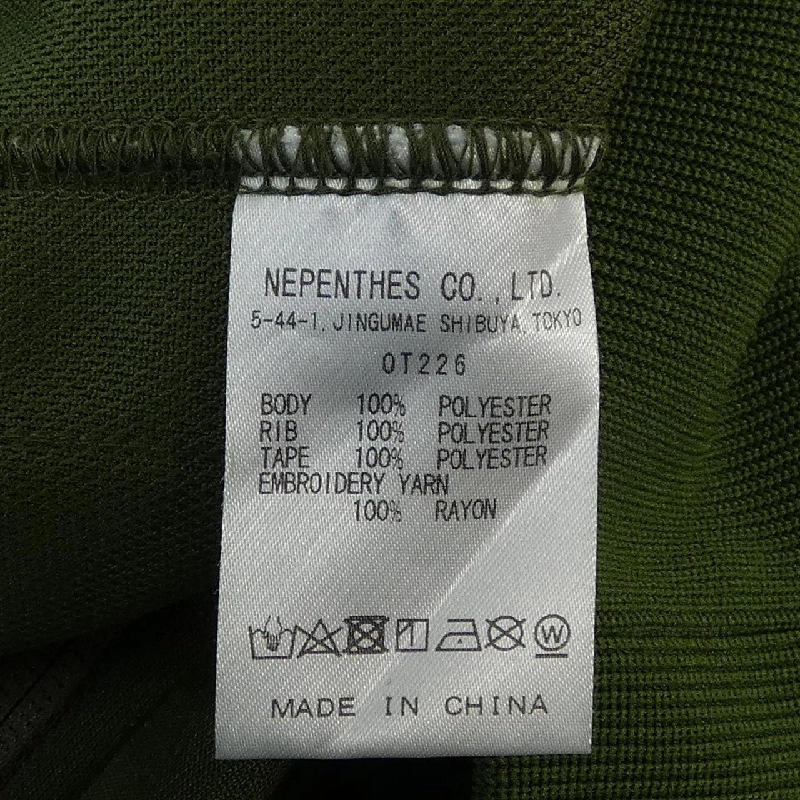 NEPENTHES CO.,LTD.
5-44-1, JINGUMAE SHIBUYA, TOKYO
OT226
BODY 100% POLYESTER
RIB 100% POLYESTER
TAPE 100% POLYESTER
EMBROIDERY YARN
100% RAYON
W
MADE IN CHINA